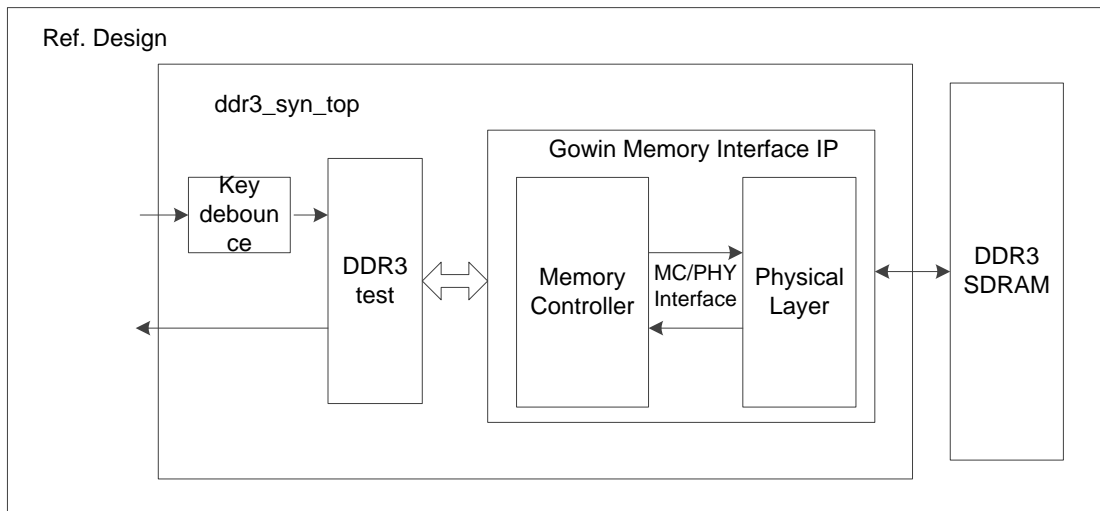 Ref. Design
ddr3_syn_top
Gowin Memory Interface IP
Key
deboun
ce
DDR3
test
Memory
Controller
MC/PHY
Interface
Physical
Layer
DDR3
SDRAM